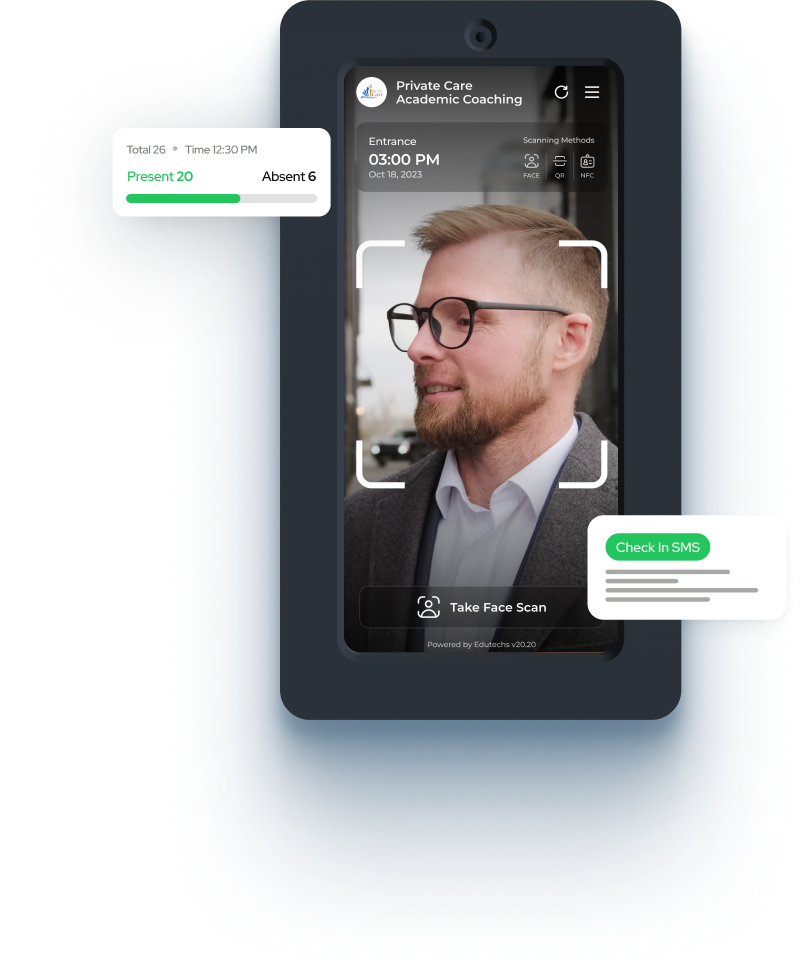 Private Care
Academic Coaching
Total 26 • Time 12:30 PM
Present 20 Absent 6
Entrance
03:00 PM
Oct 18, 2023
Scanning Methods
FACE QR NFC
Check In SMS
Take Face Scan
Powered by Edutechs v20.20